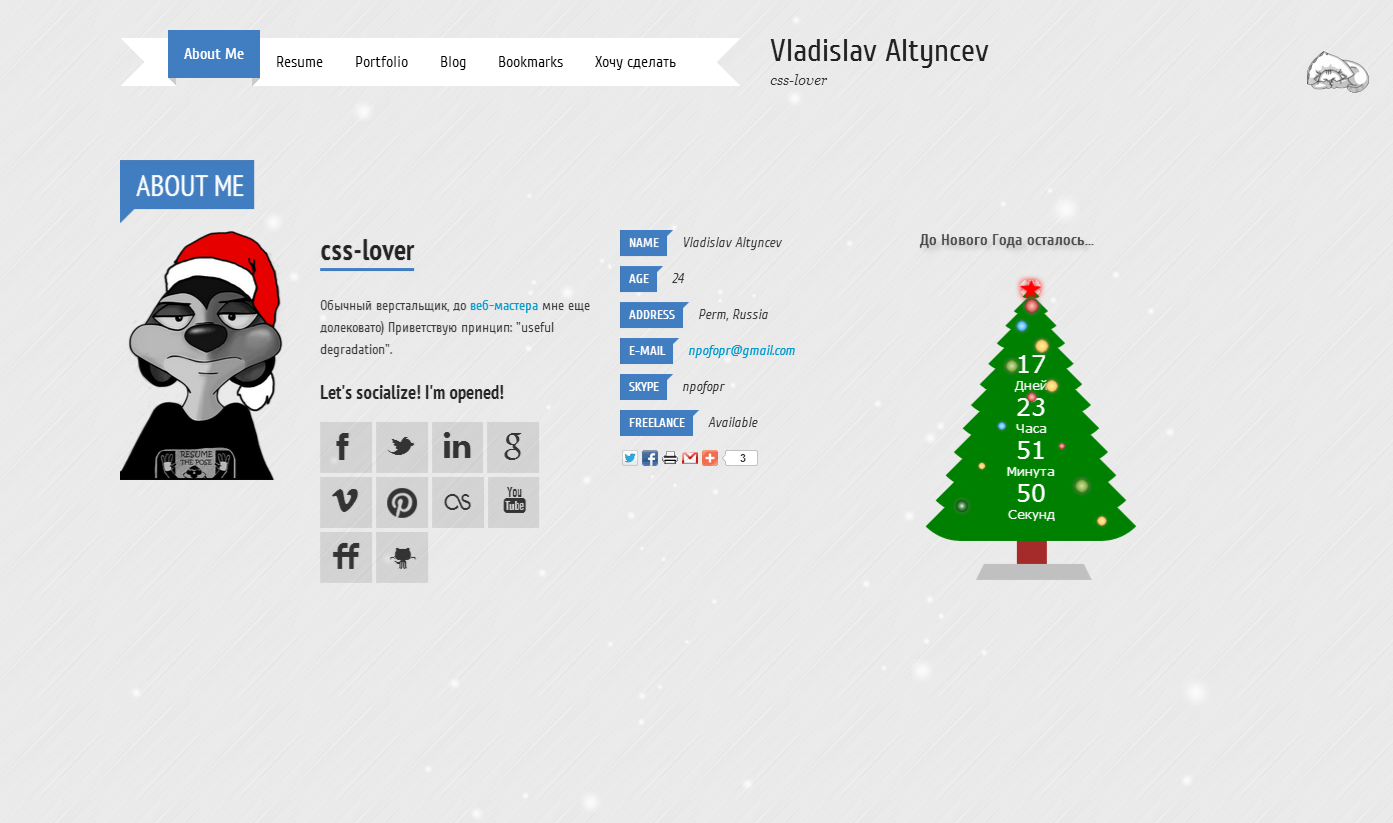 About Me
Resume
Portfolio
Blog
Bookmarks
Хочу сделать
Vladislav Altyncev
css-lover
ABOUT ME
RESUME
THE POSE
css-lover
Обычный верстальщик, до веб-мастера мне еще
долековато) Приветствую принцип: "useful
degradation".
Let's socialize! I'm opened!
You
Tube
NAME Vladislav Altyncev
AGE 24
ADDRESS Perm, Russia
E-MAIL npofopr@gmail.com
SKYPE npofopr
FREELANCE Available
3
До Нового Года осталось...
17
Дней
23
Часа
51
Минута
50
Секунд